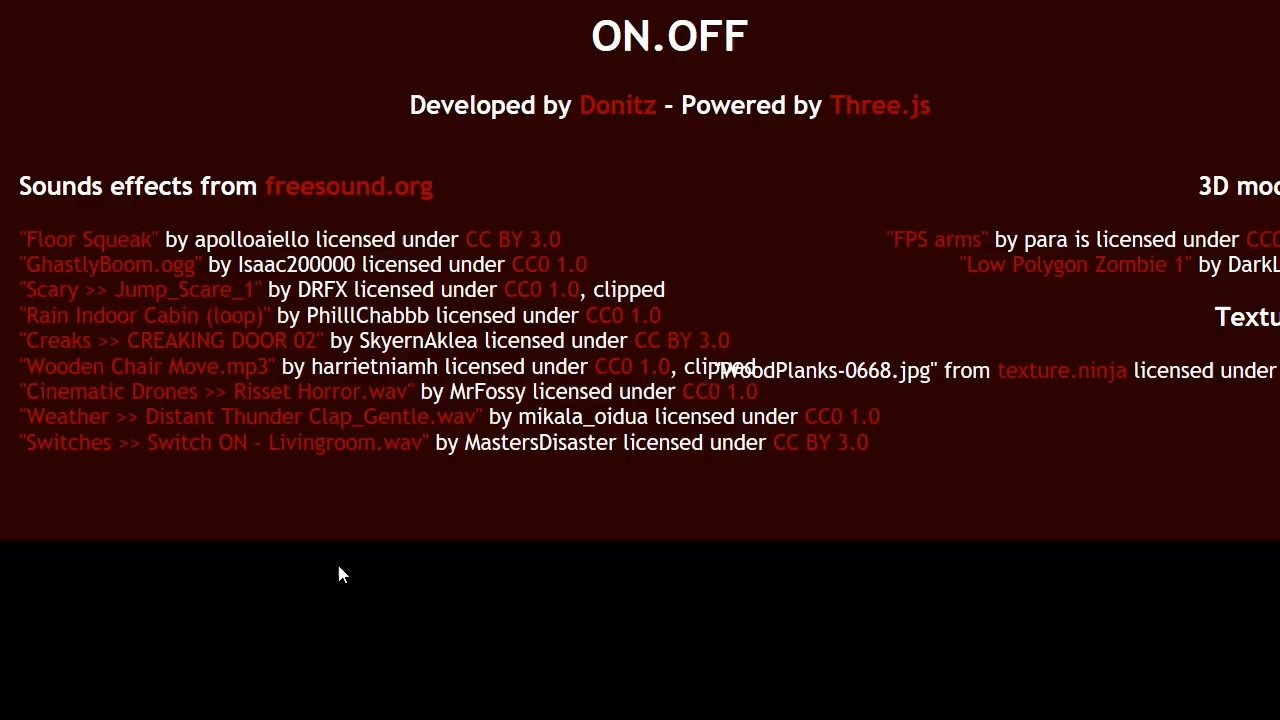 ON.OFF
Developed by Donitz - Powered by Three.js
Sounds effects from freesound.org
"Floor Squeak" by apolloaiello licensed under CC BY 3.0
"GhastlyBoom.ogg" by Isaac200000 licensed under CC0 1.0
"Scary >> Jump_Scare_1" by DRFX licensed under CC0 1.0, clipped
"Rain Indoor Cabin (loop)" by PhilllChabbb licensed under CC0 1.0
"Creaks >> CREAKING DOOR 02" by SkyernAklea licensed under CC BY 3.0
"Wooden Chair Move.mp3" by harrietniamh licensed under CC0 1.0, clipped
"Cinematic Drones >> Risset Horror.wav" by MrFossy licensed under CC0 1.0
"Weather >> Distant Thunder Clap_Gentle.wav" by mikala_oidua licensed under CC0 1.0
"Switches >> Switch ON - Livingroom.wav" by MastersDisaster licensed under CC BY 3.0
3D mod
"FPS arms" by para is licensed under CC0
"Low Polygon Zombie 1" by DarkL
Textu
"WoodPlanks-0668.jpg" from texture.ninja licensed under